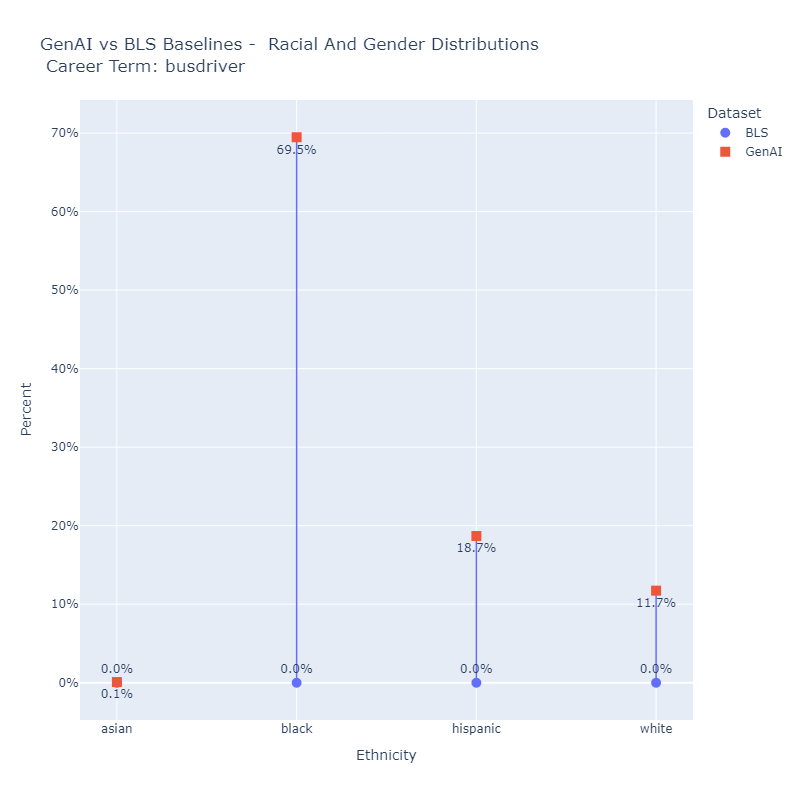 GenAI vs BLS Baselines -  Racial And Gender Distributions
Career Term: busdriver
Dataset
BLS
GenAI
Percent
70%
60%
50%
40%
30%
20%
10%
0%
69.5%
18.7%
11.7%
0.0%
0.0%
0.0%
0.0%
0.1%
asian
black
hispanic
white
Ethnicity